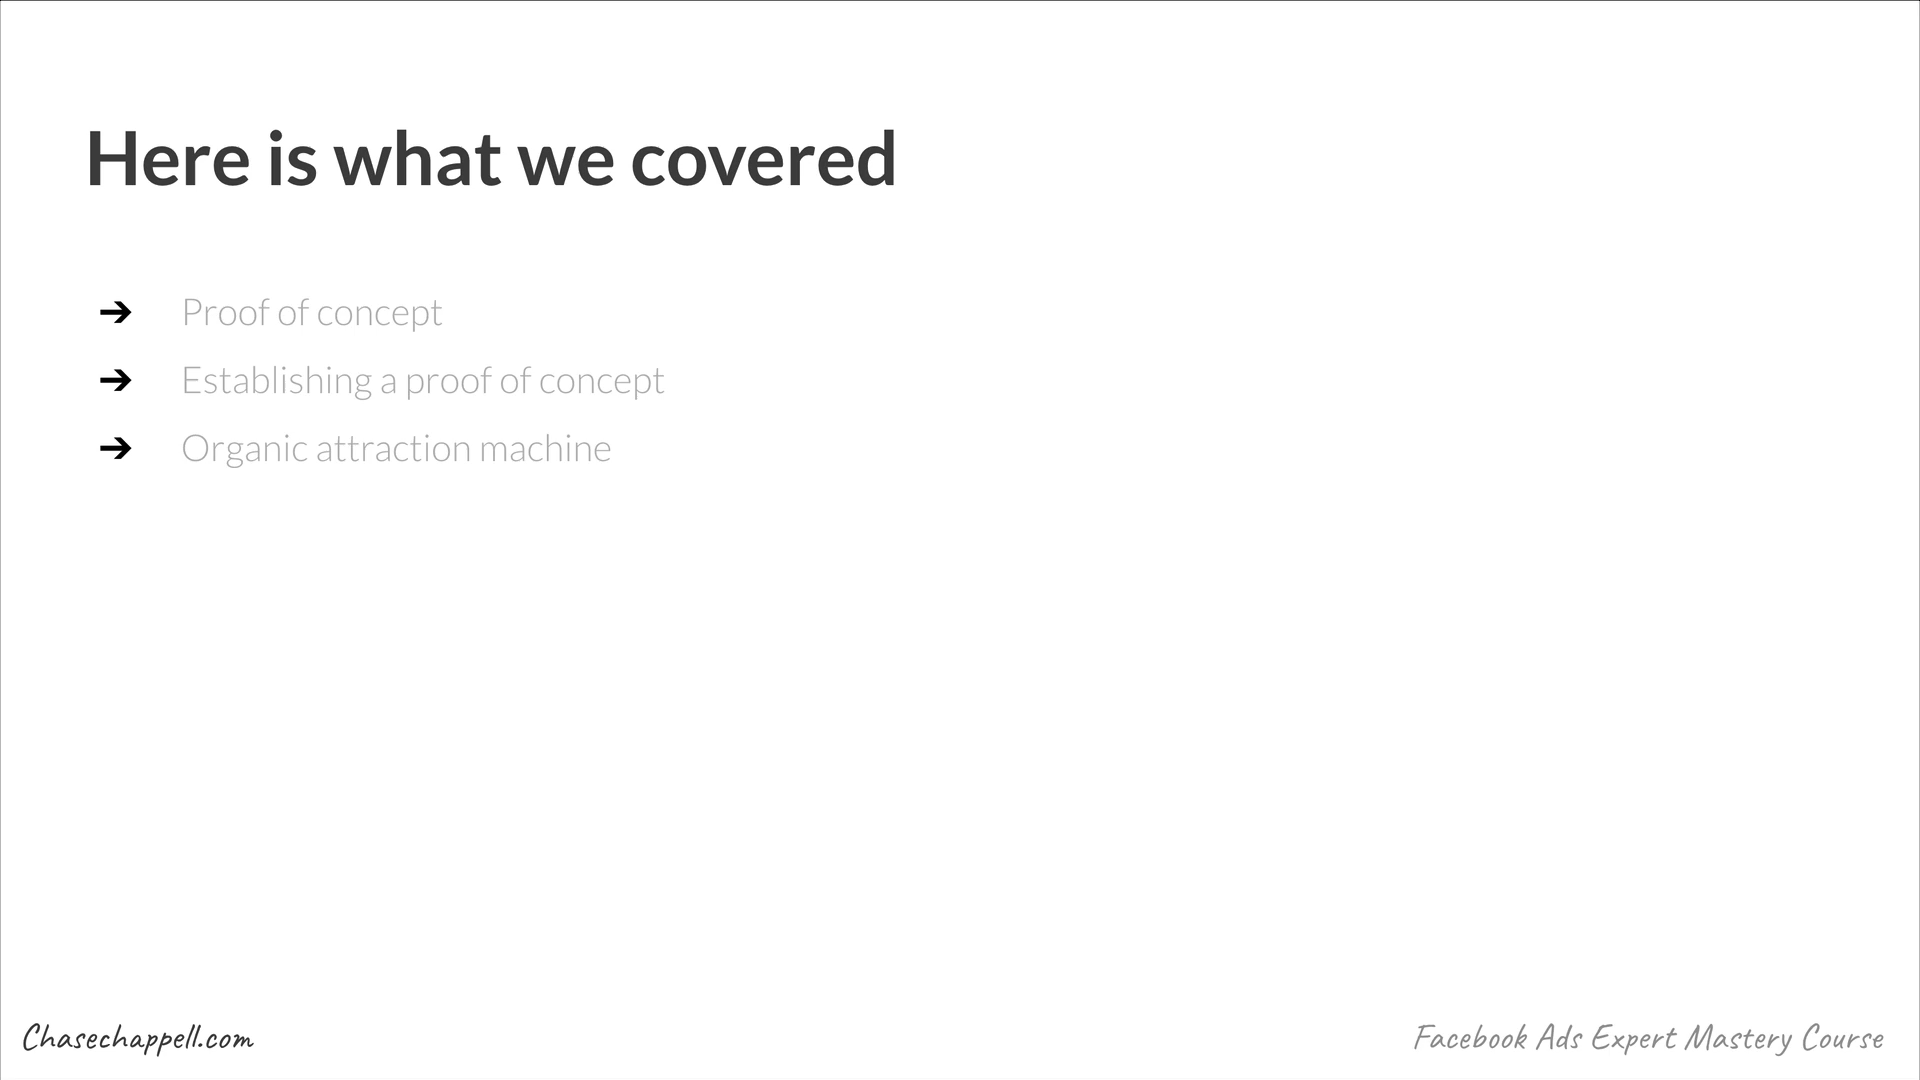 Here is what we covered
➔ Proof of concept
➔ Establishing a proof of concept
➔ Organic attraction machine
Chasechappell.com
Facebook Ads Expert Mastery Course